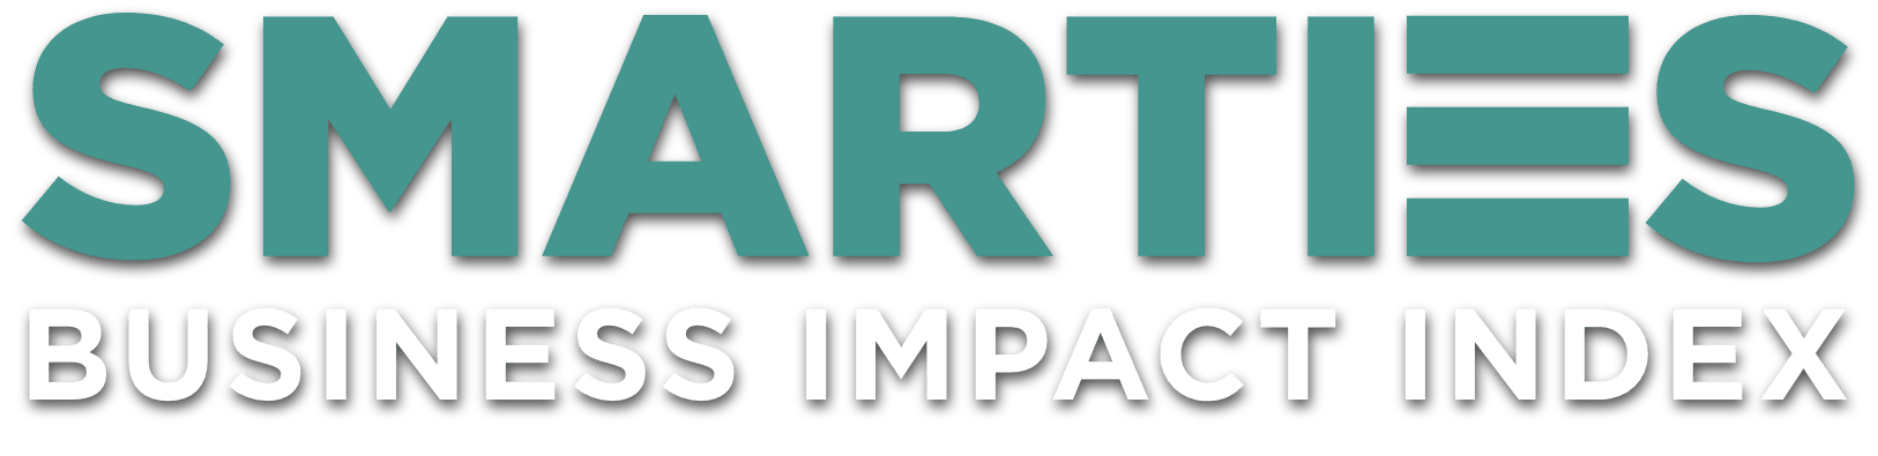 SMARTIES
BUSINESS IMPACT INDEX